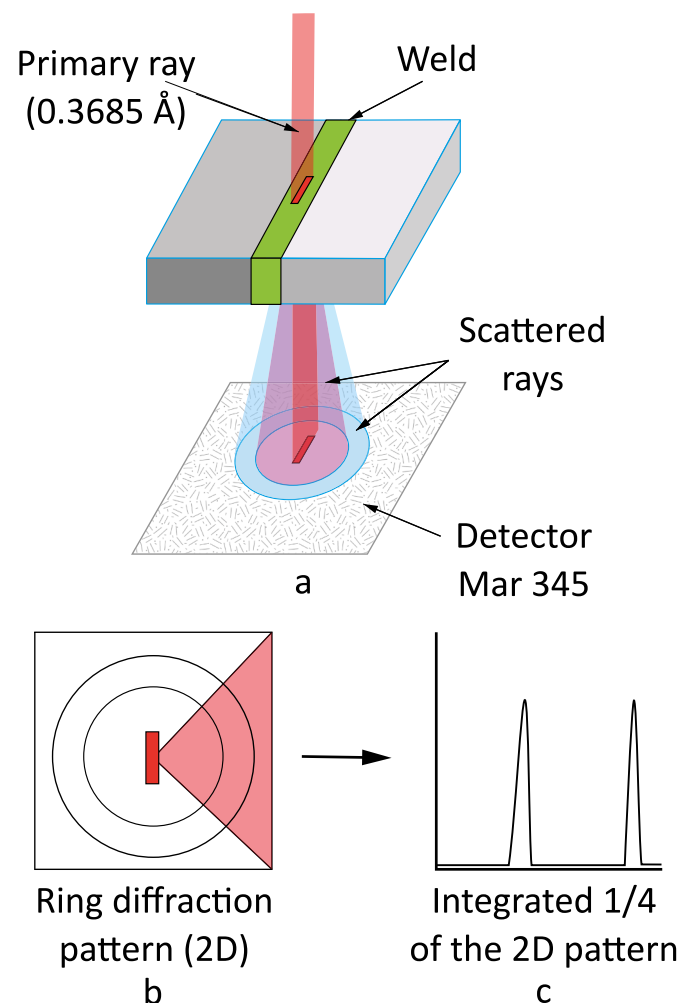 Primary ray
(0.3685 Å)
Weld
Scattered
rays
Detector
Mar 345
a
Ring diffraction
pattern (2D)
b
Integrated 1/4
of the 2D pattern
c